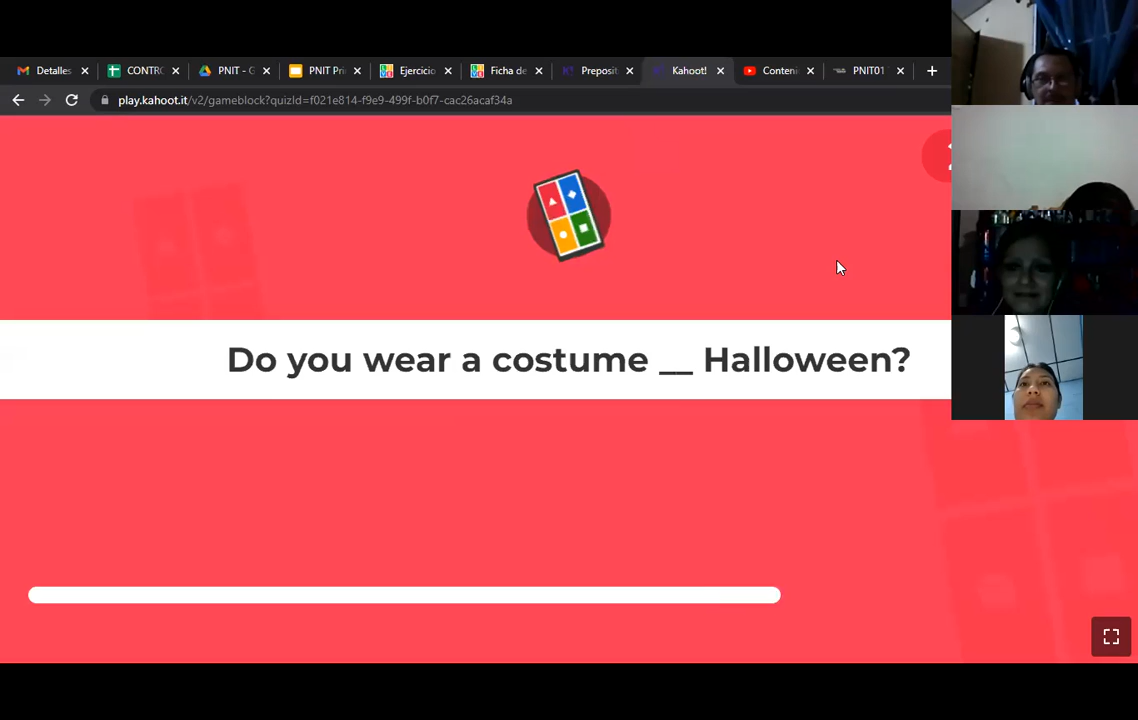 Detalles
CONTRO
PNIT - G
PNIT Pri
Ejercicio
Ficha de
Preposit
Kahoot!
Conteni
PNIT01
play.kahoot.it/v2/gameblock?quizId=f021e814-f9e9-499f-b0f7-cac26acaf34a
Do you wear a costume __ Halloween?